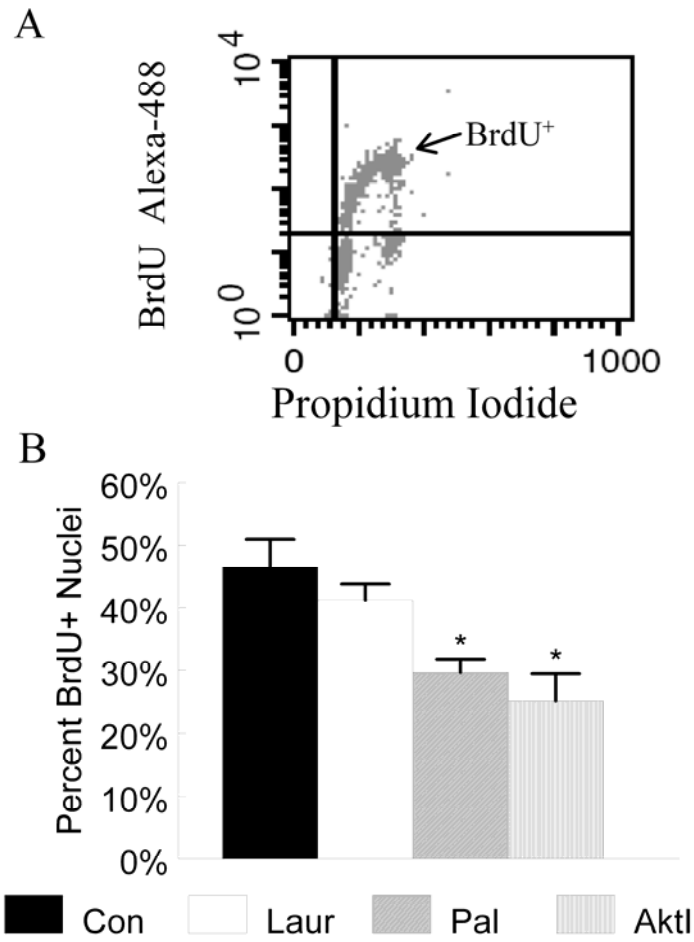 A
BrdU Alexa-488
10^4
10^0
BrdU+
0 1000
Propidium Iodide
B
Percent BrdU+ Nuclei
60%
50%
40%
30%
20%
10%
0%
* *
Con Laur Pal AktI